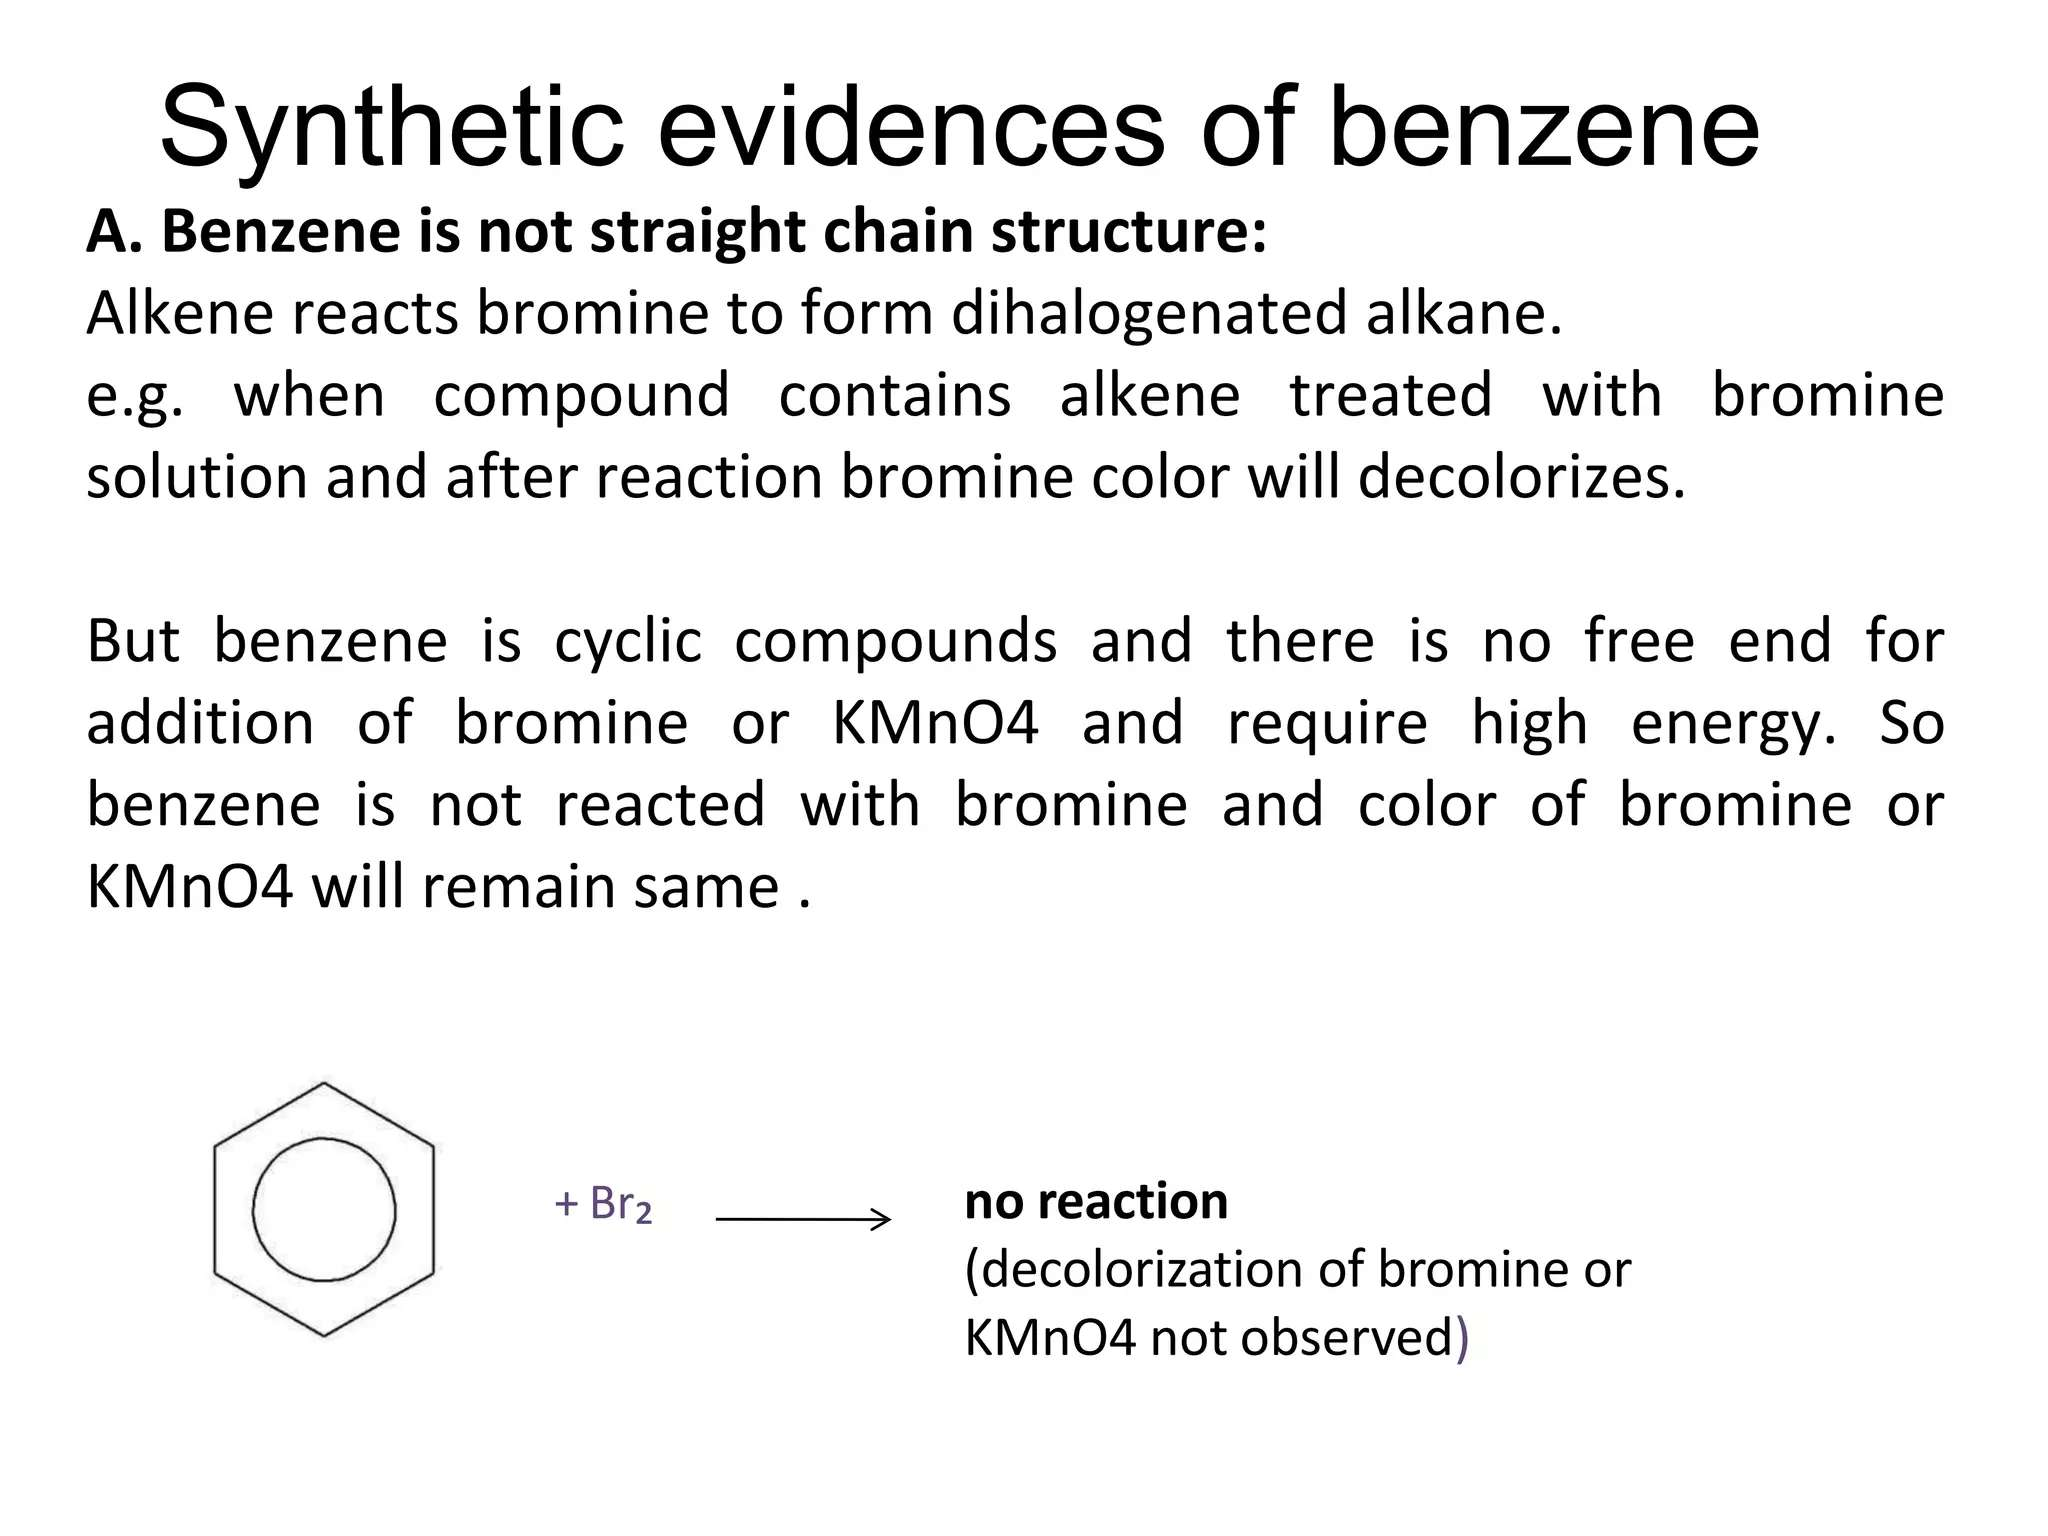 Synthetic evidences of benzene
A. Benzene is not straight chain structure:
Alkene reacts bromine to form dihalogenated alkane.
e.g. when compound contains alkene treated with bromine
solution and after reaction bromine color will decolorizes.
But benzene is cyclic compounds and there is no free end for
addition of bromine or KMnO4 and require high energy. So
benzene is not reacted with bromine and color of bromine or
KMnO4 will remain same .
+ Br₂
no reaction
(decolorization of bromine or
KMnO4 not observed)